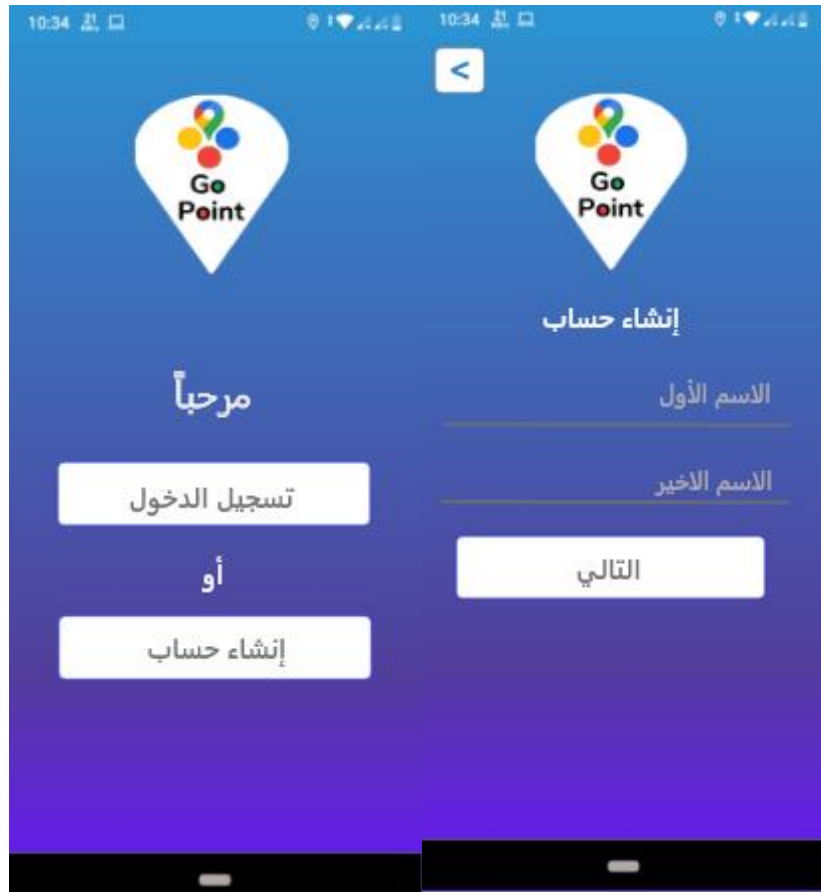 10:34
Go
Point
مرحباً
تسجيل الدخول
أو
إنشاء حساب
10:34
<
Go
Point
إنشاء حساب
الاسم الأول
الاسم الاخير
التالي